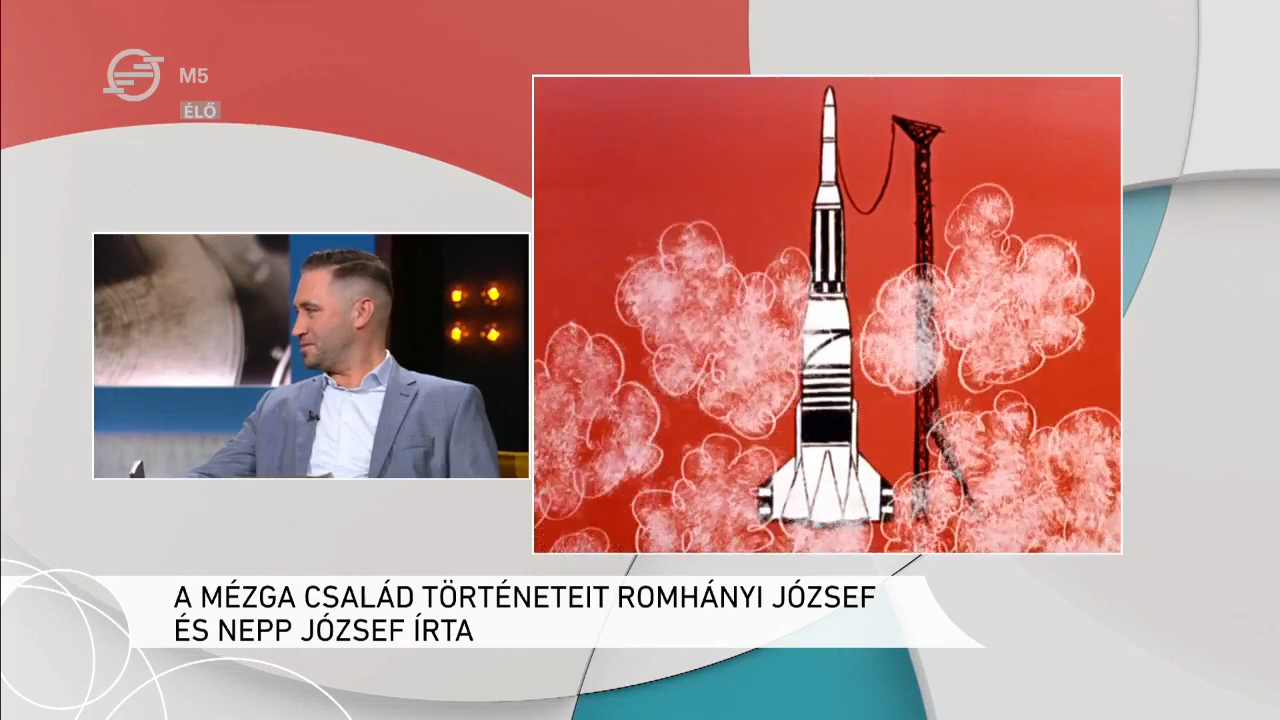 M5
ÉLŐ
A MÉZGA CSALÁD TÖRTÉNETEIT ROMHÁNYI JÓZSEF
ÉS NEPP JÓZSEF ÍRTA